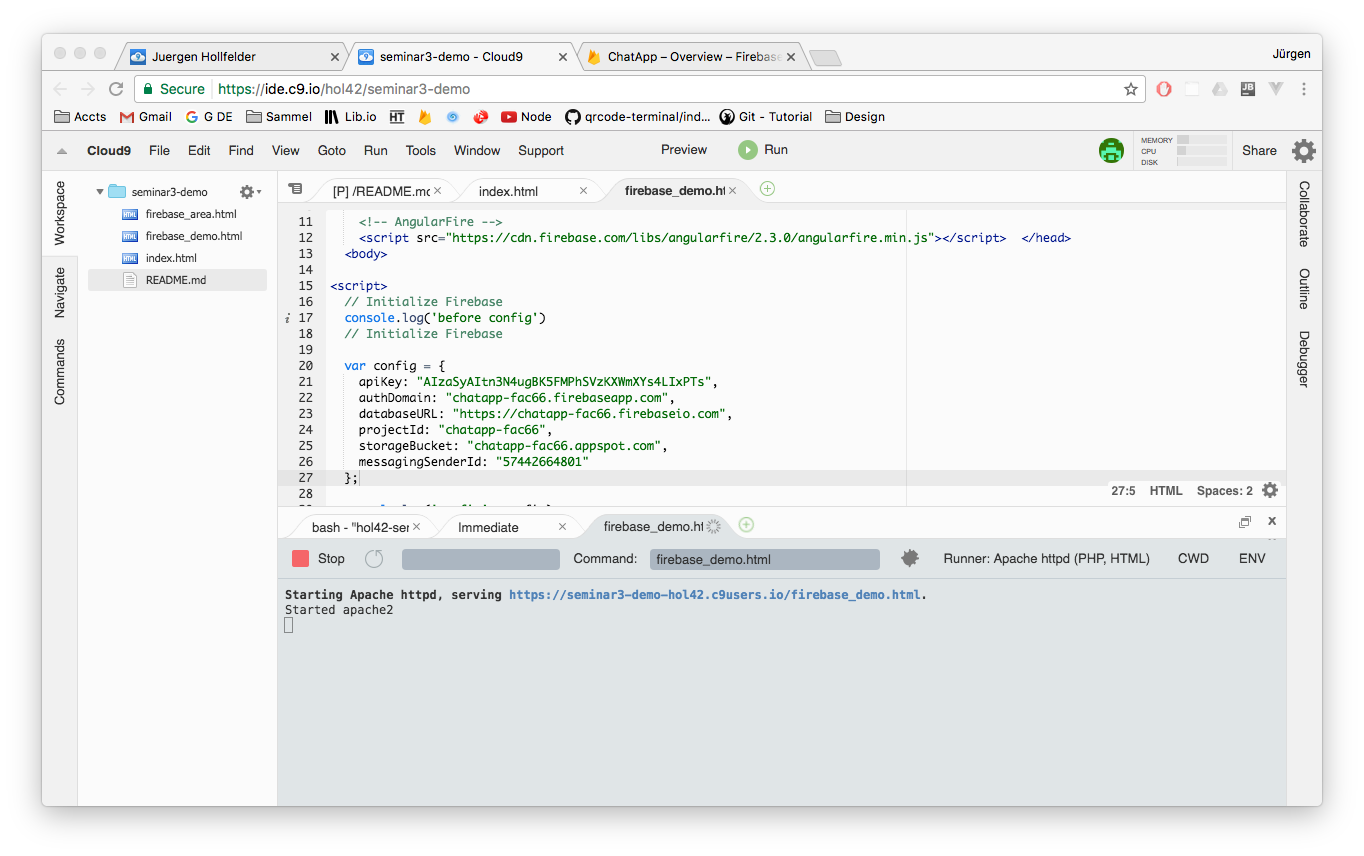 Juergen Hollfelder
seminar3-demo - Cloud9
ChatApp – Overview – Firebase
Jürgen
Secure https://ide.c9.io/hol42/seminar3-demo
Accts Gmail G DE Sammel Lib.io HT Node qrcode-terminal/ind... Git - Tutorial Design
Cloud9 File Edit Find View Goto Run Tools Window Support Preview Run MEMORY CPU DISK Share
Workspace
Navigate
Commands
seminar3-demo
firebase_area.html
firebase_demo.html
index.html
README.md
[P] /README.mc index.html firebase_demo.ht
11 <!-- AngularFire -->
12 <script src="https://cdn.firebase.com/libs/angularfire/2.3.0/angularfire.min.js"></script> </head>
13 <body>
14
15 <script>
16 // Initialize Firebase
17 console.log('before config')
18 // Initialize Firebase
19
20 var config = {
21 apiKey: "AIzaSyAItn3N4ugBK5FMPhSVzKXWmXYs4LIxPTs",
22 authDomain: "chatapp-fac66.firebaseapp.com",
23 databaseURL: "https://chatapp-fac66.firebaseio.com",
24 projectId: "chatapp-fac66",
25 storageBucket: "chatapp-fac66.appspot.com",
26 messagingSenderId: "57442664801"
27 };
28
27:5 HTML Spaces: 2
Collaborate
Outline
Debugger
bash - "hol42-ser Immediate firebase_demo.ht
Stop Command: firebase_demo.html Runner: Apache httpd (PHP, HTML) CWD ENV
Starting Apache httpd, serving https://seminar3-demo-hol42.c9users.io/firebase_demo.html.
Started apache2